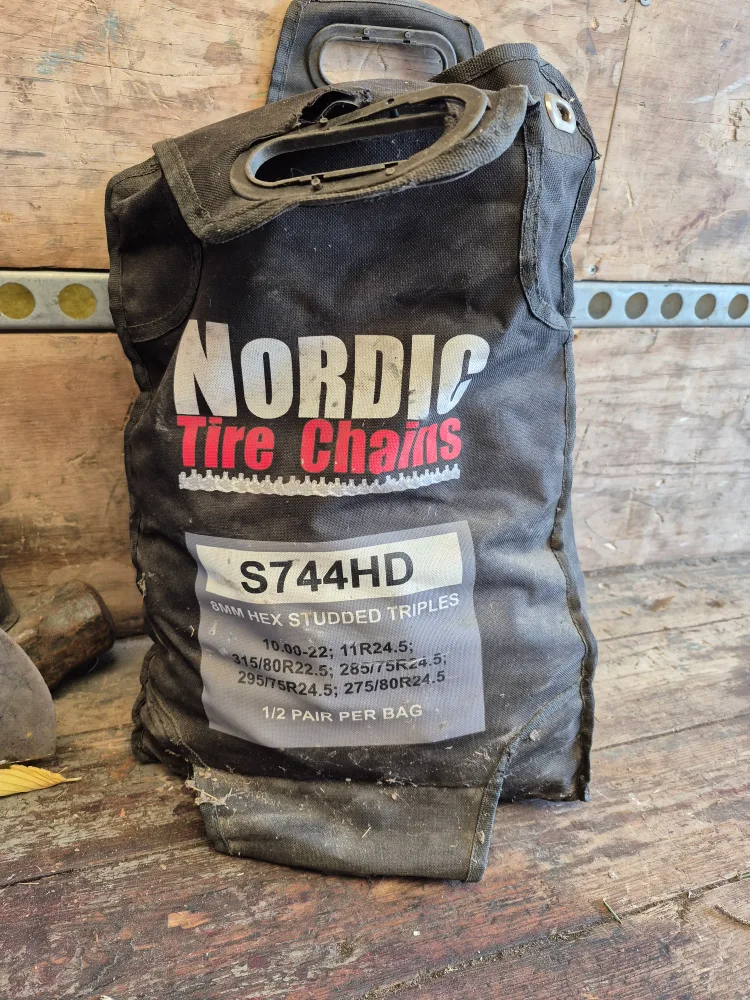 NORDIC
Tire Chains
S744HD
8MM HEX STUDDED TRIPLES
10.00-22; 11R24.5;
315/80R22.5; 285/75R24.5;
295/75R24.5; 275/80R24.5
1/2 PAIR PER BAG